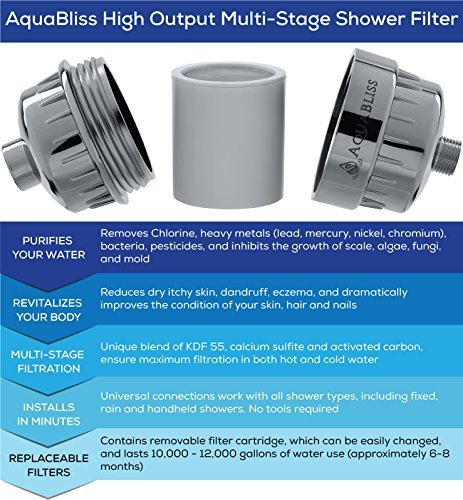 AquaBliss High Output Multi-Stage Shower Filter
AQUABLISS
PURIFIES
YOUR WATER
Removes Chlorine, heavy metals (lead, mercury, nickel, chromium),
bacteria, pesticides, and inhibits the growth of scale, algae, fungi,
and mold
REVITALIZES
YOUR BODY
Reduces dry itchy skin, dandruff, eczema, and dramatically
improves the condition of your skin, hair and nails
MULTI-STAGE
FILTRATION
Unique blend of KDF 55, calcium sulfite and activated carbon,
ensure maximum filtration in both hot and cold water
INSTALLS
IN MINUTES
Universal connections work with all shower types, including fixed,
rain and handheld showers. No tools required
REPLACEABLE
FILTERS
Contains removable filter cartridge, which can be easily changed,
and lasts 10,000 - 12,000 gallons of water use (approximately 6-8
months)